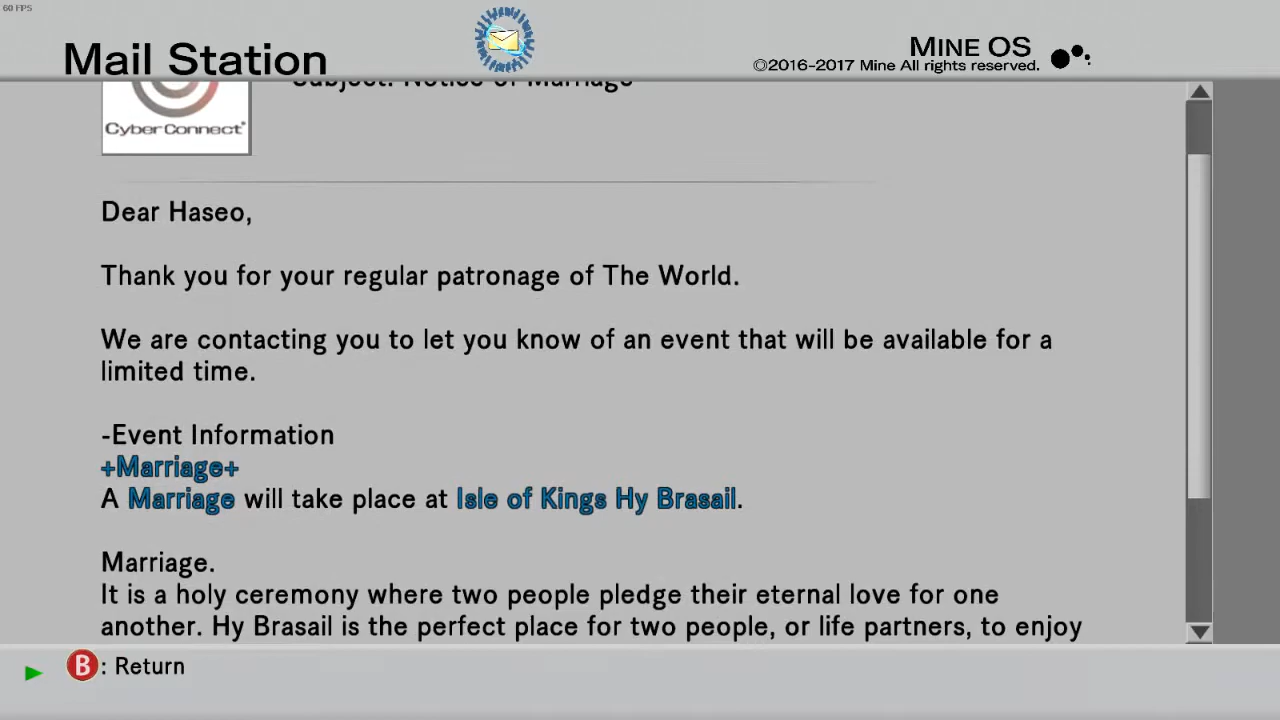 60 FPS
Mail Station
MINE OS
©2016-2017 Mine All rights reserved.
Subject: Notice of Marriage
CyberConnect
Dear Haseo,
Thank you for your regular patronage of The World.
We are contacting you to let you know of an event that will be available for a
limited time.
-Event Information
+Marriage+
A Marriage will take place at Isle of Kings Hy Brasail.
Marriage.
It is a holy ceremony where two people pledge their eternal love for one
another. Hy Brasail is the perfect place for two people, or life partners, to enjoy
B: Return